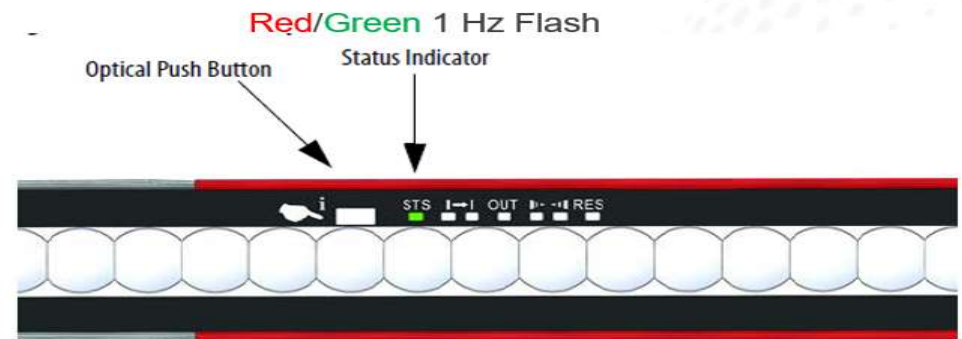 Red/Green 1 Hz Flash
Optical Push Button
Status Indicator
i
STS OUT RES